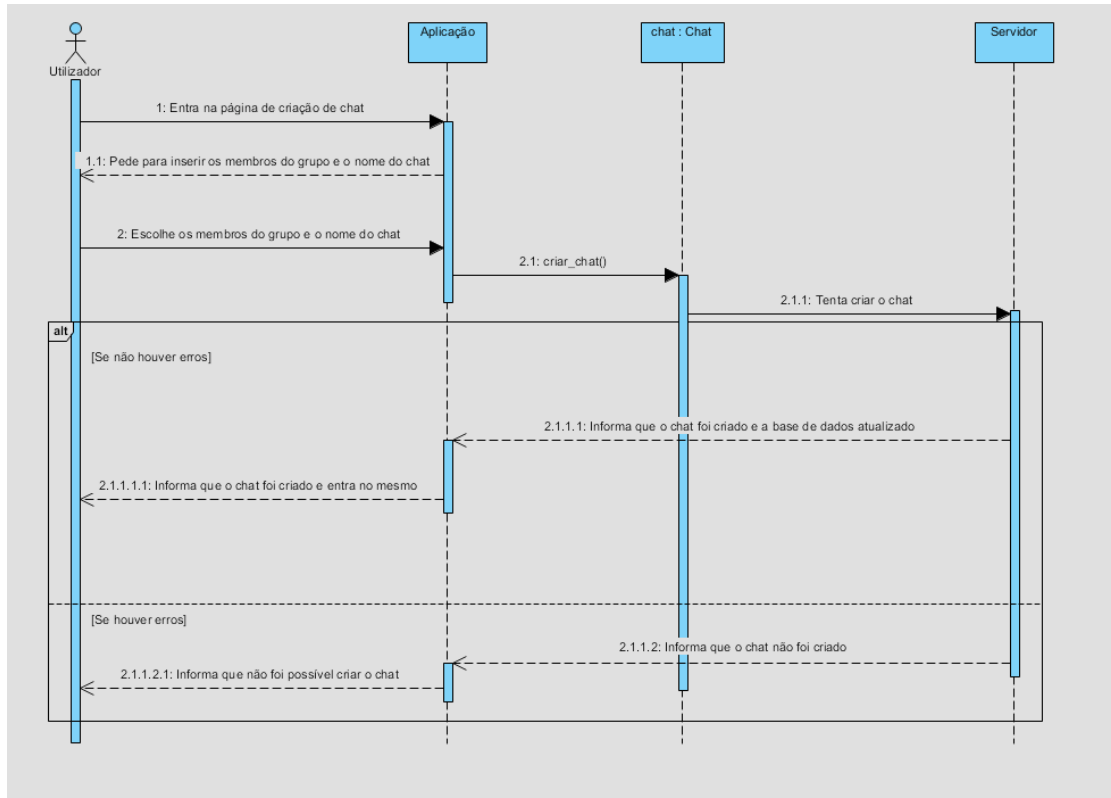 Aplicação
chat : Chat
Servidor
Utilizador
1: Entra na página de criação de chat
1.1: Pede para inserir os membros do grupo e o nome do chat
2: Escolhe os membros do grupo e o nome do chat
2.1: criar_chat()
2.1.1: Tenta criar o chat
alt
[Se não houver erros]
2.1.1.1: Informa que o chat foi criado e a base de dados atualizado
2.1.1.1.1: Informa que o chat foi criado e entra no mesmo
[Se houver erros]
2.1.1.2: Informa que o chat não foi criado
2.1.1.2.1: Informa que não foi possível criar o chat